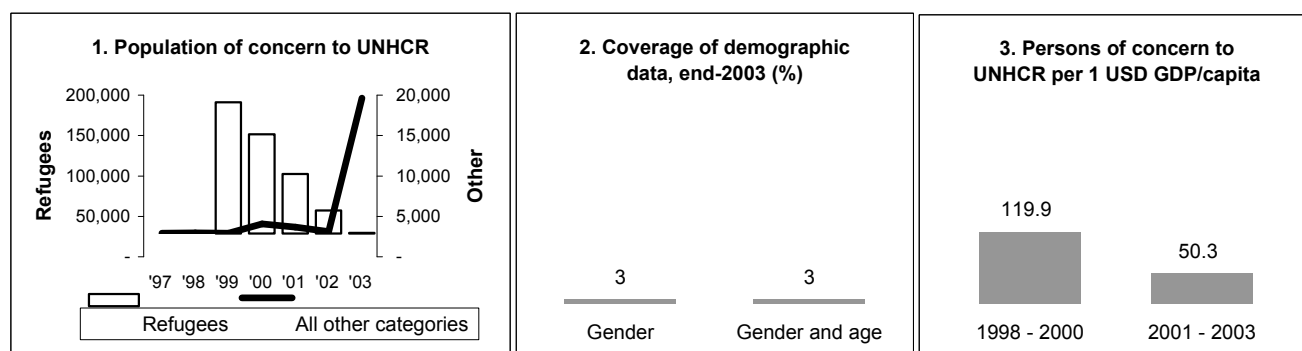 1. Population of concern to UNHCR
200,000
150,000
100,000
50,000
-
Refugees
20,000
15,000
10,000
5,000
-
Other
'97 '98 '99 '00 '01 '02 '03
Refugees All other categories
2. Coverage of demographic
data, end-2003 (%)
3 3
Gender Gender and age
3. Persons of concern to
UNHCR per 1 USD GDP/capita
119.9
50.3
1998 - 2000 2001 - 2003